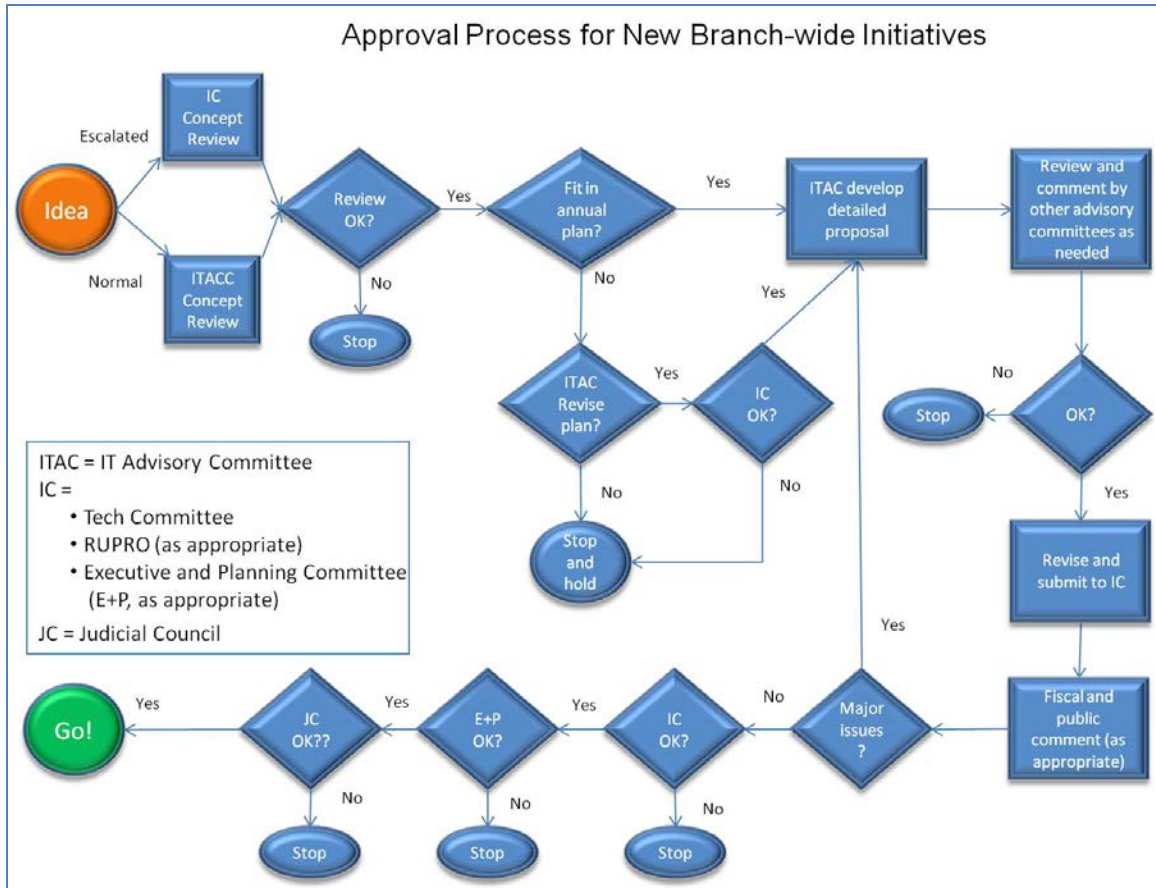 Approval Process for New Branch-wide Initiatives
IC
Concept
Review
Escalated
Idea
Normal
ITACC
Concept
Review
Review
OK?
Yes
No
Stop
Fit in
annual
plan?
Yes
No
ITAC develop
detailed
proposal
Review and
comment by
other advisory
committees as
needed
ITAC
Revise
plan?
Yes
No
IC
OK?
Yes
No
Stop
and
hold
OK?
No
Stop
Yes
Revise and
submit to IC
Fiscal and
public
comment (as
appropriate)
Major
issues
?
Yes
No
IC
OK?
Yes
No
Stop
E+P
OK?
Yes
No
Stop
JC
OK??
Yes
No
Stop
Go!
ITAC = IT Advisory Committee
IC =
• Tech Committee
• RUPRO (as appropriate)
• Executive and Planning Committee
(E+P, as appropriate)
JC = Judicial Council